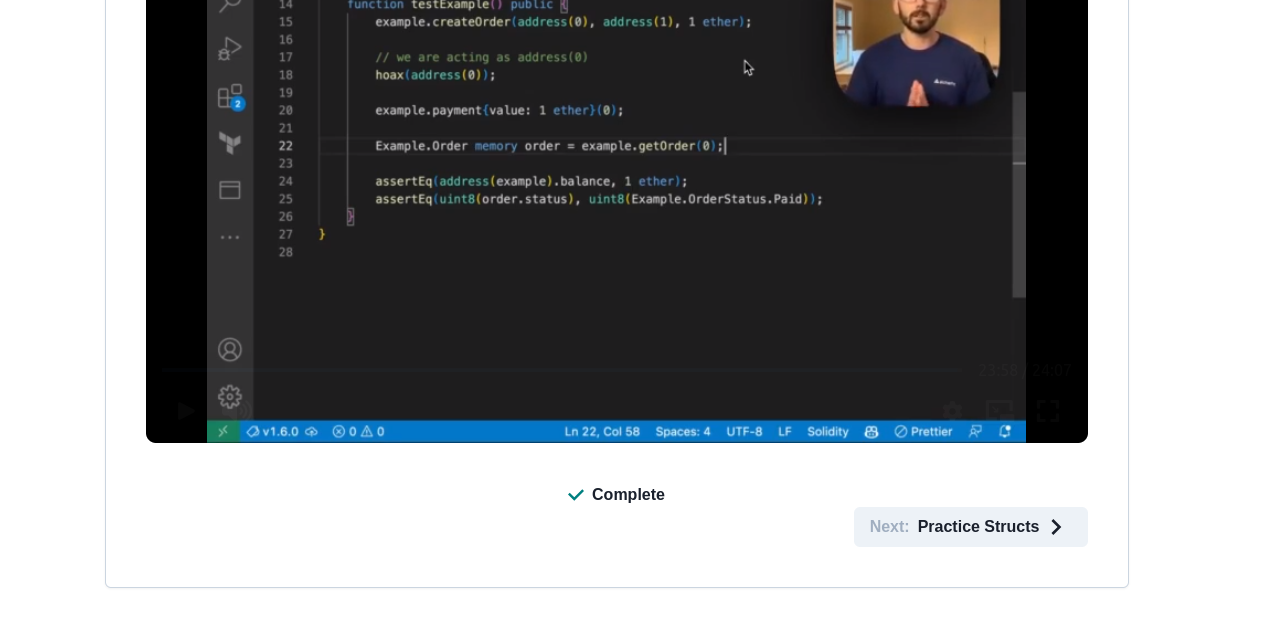 14 function testExample() public {
15 example.createOrder(address(0), address(1), 1 ether);
16
17 // we are acting as address(0)
18 hoax(address(0));
19
20 example.payment{value: 1 ether}(0);
21
22 Example.Order memory order = example.getOrder(0);
23
24 assertEq(address(example).balance, 1 ether);
25 assertEq(uint8(order.status), uint8(Example.OrderStatus.Paid));
26 }
27 }
28
2
23:58 / 24:07
v1.6.0 0 0 Ln 22, Col 58 Spaces: 4 UTF-8 LF Solidity Prettier
Complete
Next: Practice Structs